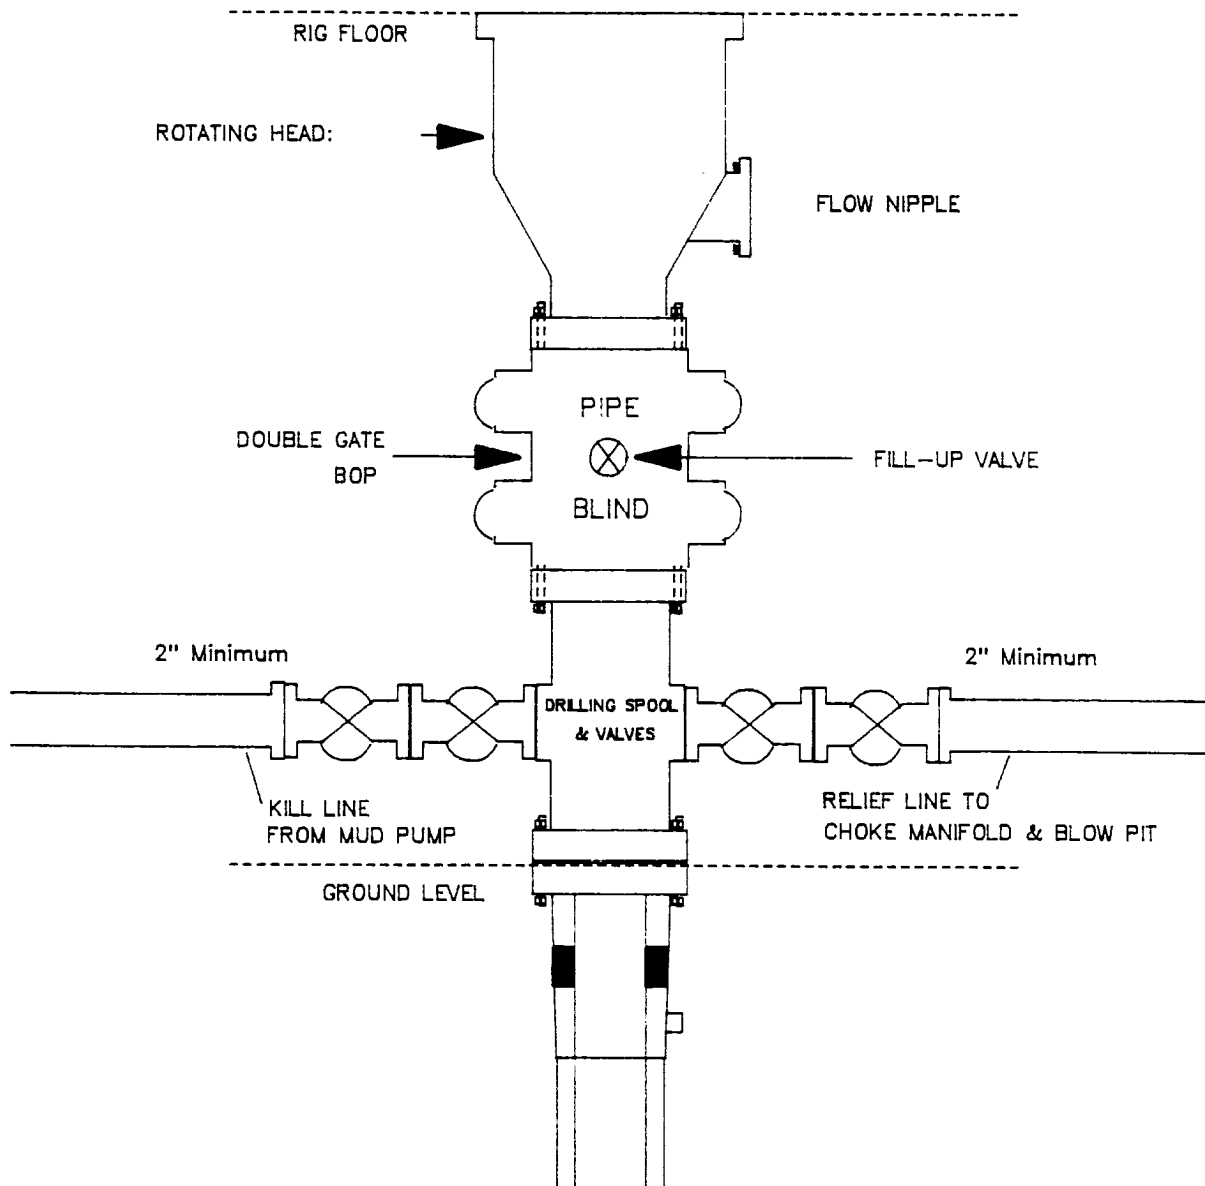 RIG FLOOR
ROTATING HEAD:
FLOW NIPPLE
PIPE
DOUBLE GATE
BOP
FILL-UP VALVE
BLIND
2" Minimum
2" Minimum
DRILLING SPOOL
& VALVES
KILL LINE
FROM MUD PUMP
RELIEF LINE TO
CHOKE MANIFOLD & BLOW PIT
GROUND LEVEL